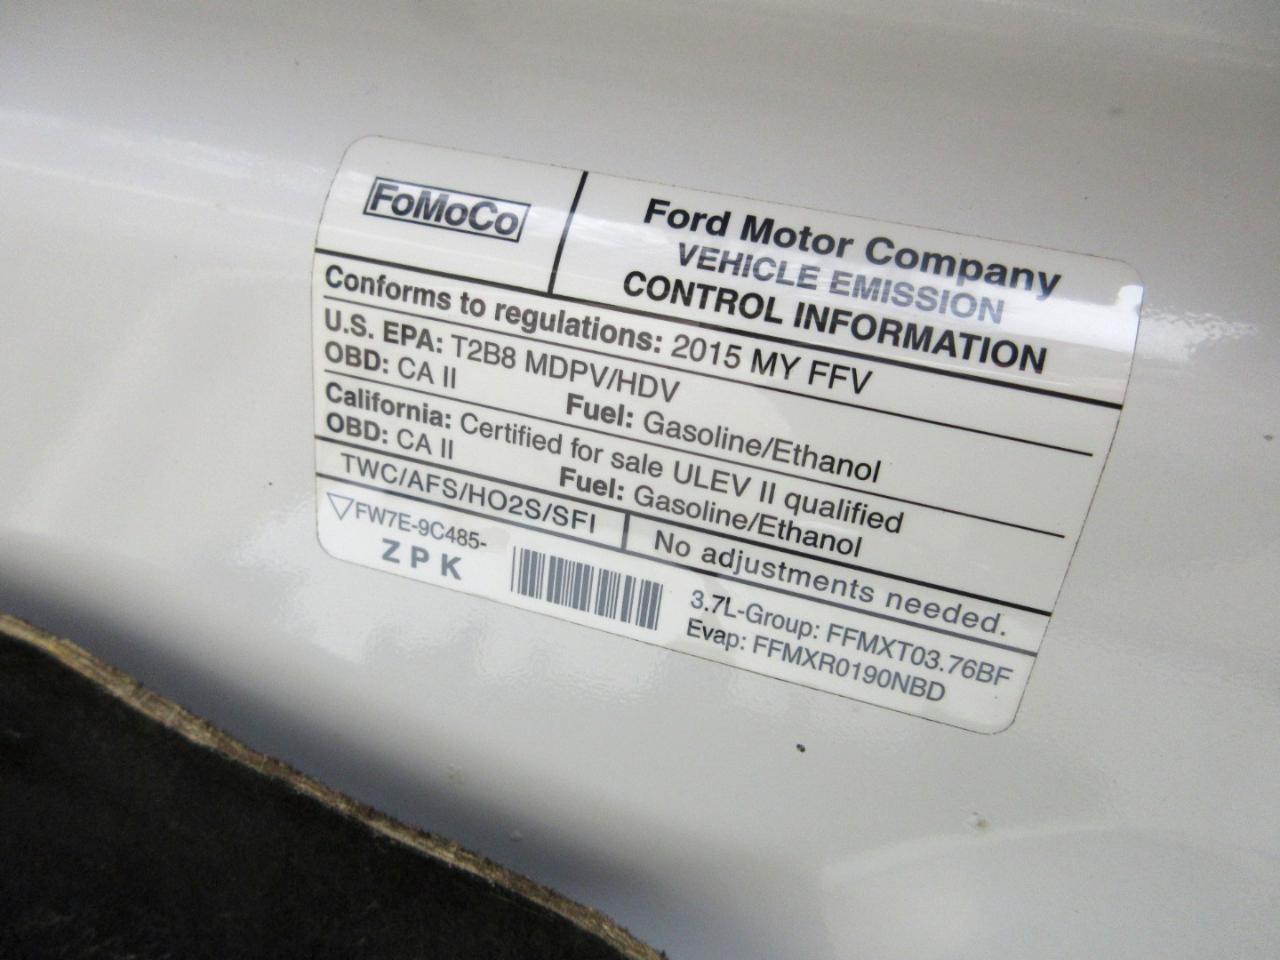 FoMoCo
Ford Motor Company
VEHICLE EMISSION
CONTROL INFORMATION
Conforms to regulations: 2015 MY FFV
U.S. EPA: T2B8 MDPV/HDV
OBD: CA II Fuel: Gasoline/Ethanol
California: Certified for sale ULEV II qualified
OBD: CA II Fuel: Gasoline/Ethanol
TWC/AFS/HO2S/SFI No adjustments needed.
FW7E-9C485-
ZPK
3.7L-Group: FFMXT03.76BF
Evap: FFMXR0190NBD